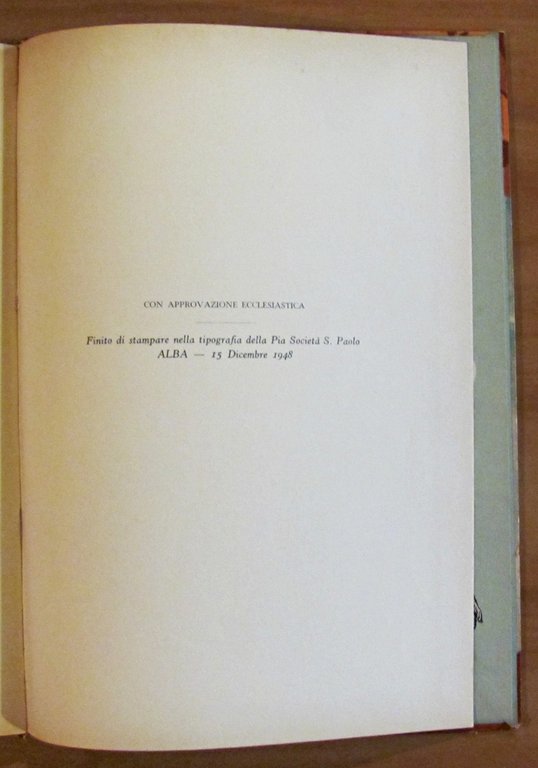 CON APPROVAZIONE ECCLESIASTICA
Finito di stampare nella tipografia della Pia Società S. Paolo
ALBA — 15 Dicembre 1948